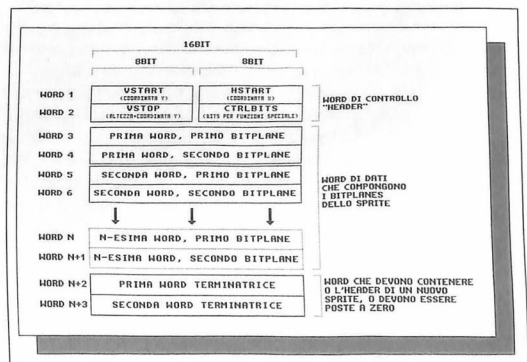 16BIT
8BIT 8BIT
WORD 1 VSTART HSTART
(COORDINATA Y) (COORDINATA X)
WORD 2 VSTOP CTRLBITS
(ALTEZZA+COORDINATA Y) (BITS PER FUNZIONI SPECIALI)
WORD DI CONTROLLO
"HEADER"
WORD 3 PRIMA WORD, PRIMO BITPLANE
WORD 4 PRIMA WORD, SECONDO BITPLANE
WORD 5 SECONDA WORD, PRIMO BITPLANE
WORD 6 SECONDA WORD, SECONDO BITPLANE
WORD DI DATI
CHE COMPONGONO
I BITPLANES
DELLO SPRITE
WORD N N-ESIMA WORD, PRIMO BITPLANE
WORD N+1 N-ESIMA WORD, SECONDO BITPLANE
WORD N+2 PRIMA WORD TERMINATRICE
WORD N+3 SECONDA WORD TERMINATRICE
WORD CHE DEVONO CONTENERE
O L'HEADER DI UN NUOVO
SPRITE, O DEVONO ESSERE
POSTE A ZERO